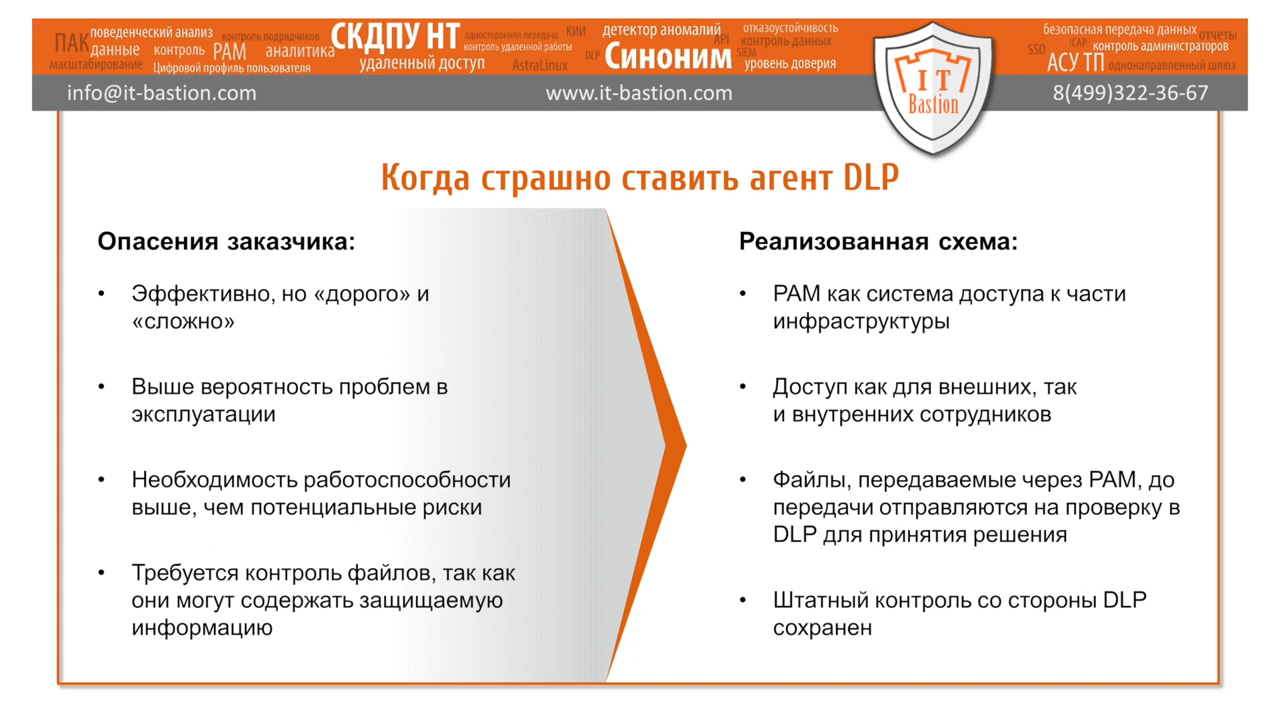 ПАК
поведенческий анализ
контроль подрядчиков
данные контроль PAM аналитика
масштабирование
Цифровой профиль пользователя
СКДПУ НТ
удаленный доступ
односторонняя передача КИИ
контроль удаленной работы
AstraLinux
DLP
детектор аномалий
API
Синоним
отказоустойчивость
контроль данных
SIEM
уровень доверия
безопасная передача данных
отчеты
SSO
iCAP
контроль администраторов
АСУ ТП
однонаправленный шлюз
info@it-bastion.com
www.it-bastion.com
8(499)322-36-67
IT
Bastion
Когда страшно ставить агент DLP
Опасения заказчика:
• Эффективно, но «дорого» и
«сложно»
• Выше вероятность проблем в
эксплуатации
• Необходимость работоспособности
выше, чем потенциальные риски
• Требуется контроль файлов, так как
они могут содержать защищаемую
информацию
Реализованная схема:
• PAM как система доступа к части
инфраструктуры
• Доступ как для внешних, так
и внутренних сотрудников
• Файлы, передаваемые через PAM, до
передачи отправляются на проверку в
DLP для принятия решения
• Штатный контроль со стороны DLP
сохранен